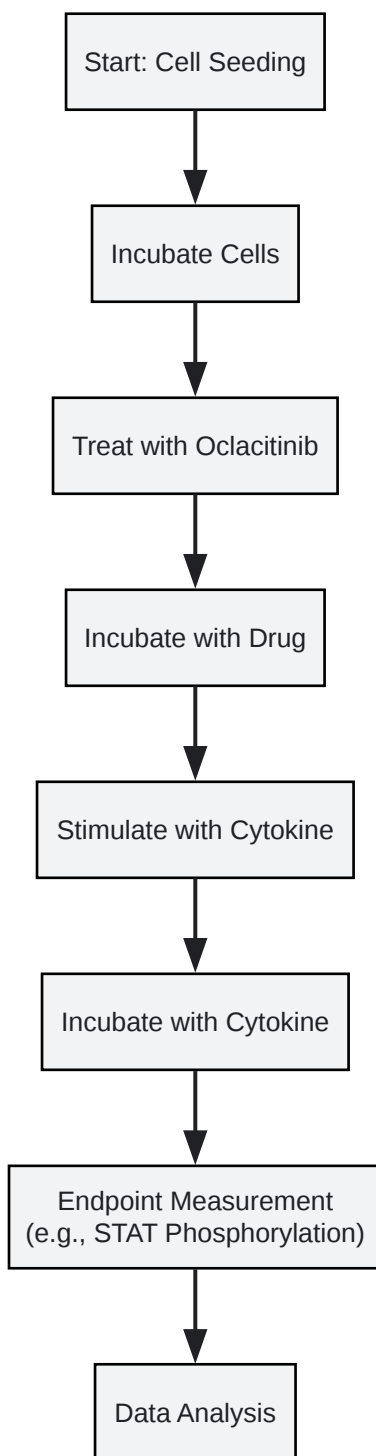 Start: Cell Seeding
Incubate Cells
Treat with Oclacitinib
Incubate with Drug
Stimulate with Cytokine
Incubate with Cytokine
Endpoint Measurement
(e.g., STAT Phosphorylation)
Data Analysis